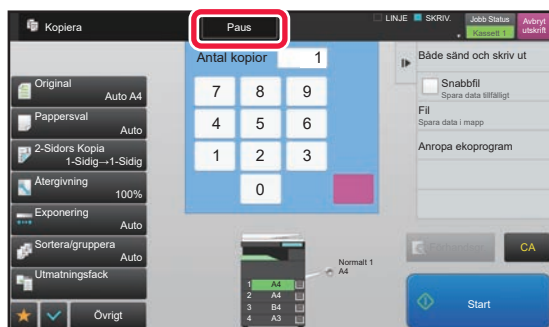 Kopiera
Paus
LINJE
SKRIV.
Jobb Status
Kassett 1
Avbryt
utskrift
Antal kopior
1
Både sänd och skriv ut
Snabbfil
Spara data tillfälligt
Fil
Spara data i mapp
Anropa ekoprogram
Original
Auto A4
Pappersval
Auto
2-Sidors Kopia
1-Sidig→1-Sidig
Återgivning
100%
Exponering
Auto
Sortera/gruppera
Auto
Utmatningsfack
Övrigt
7 8 9
4 5 6
1 2 3
0
Normalt 1
A4
1 A4
2 A4
3 B4
4 A3
CA
Start